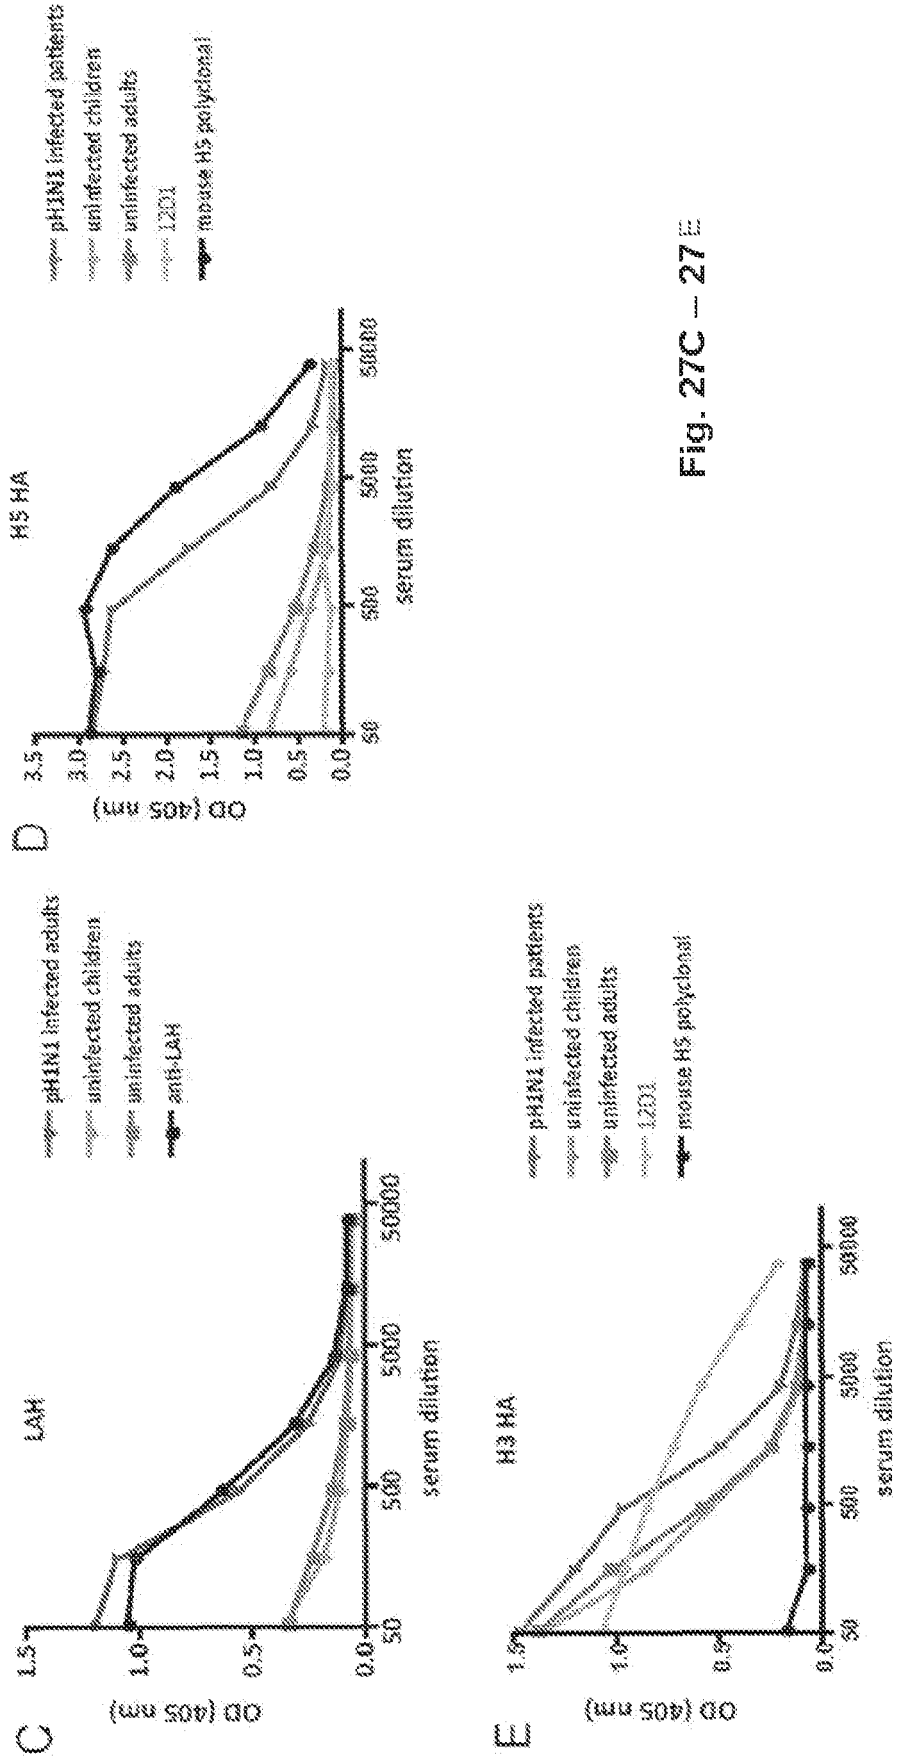 C
LAH
OD (405 nm)
1.5
1.0
0.5
0.0
50
500
5000
50000
serum dilution
pH1N1 infected adults
uninfected children
uninfected adults
anti-LAH
D
H5 HA
OD (405 nm)
3.5
3.0
2.5
2.0
1.5
1.0
0.5
0.0
50
500
5000
50000
serum dilution
pH1N1 infected patients
uninfected children
uninfected adults
12D1
mouse H5 polyclonal
E
H3 HA
OD (405 nm)
1.5
1.0
0.5
0.0
50
500
5000
50000
serum dilution
pH1N1 infected patients
uninfected children
uninfected adults
12D1
mouse H5 polyclonal
Fig. 27C – 27E